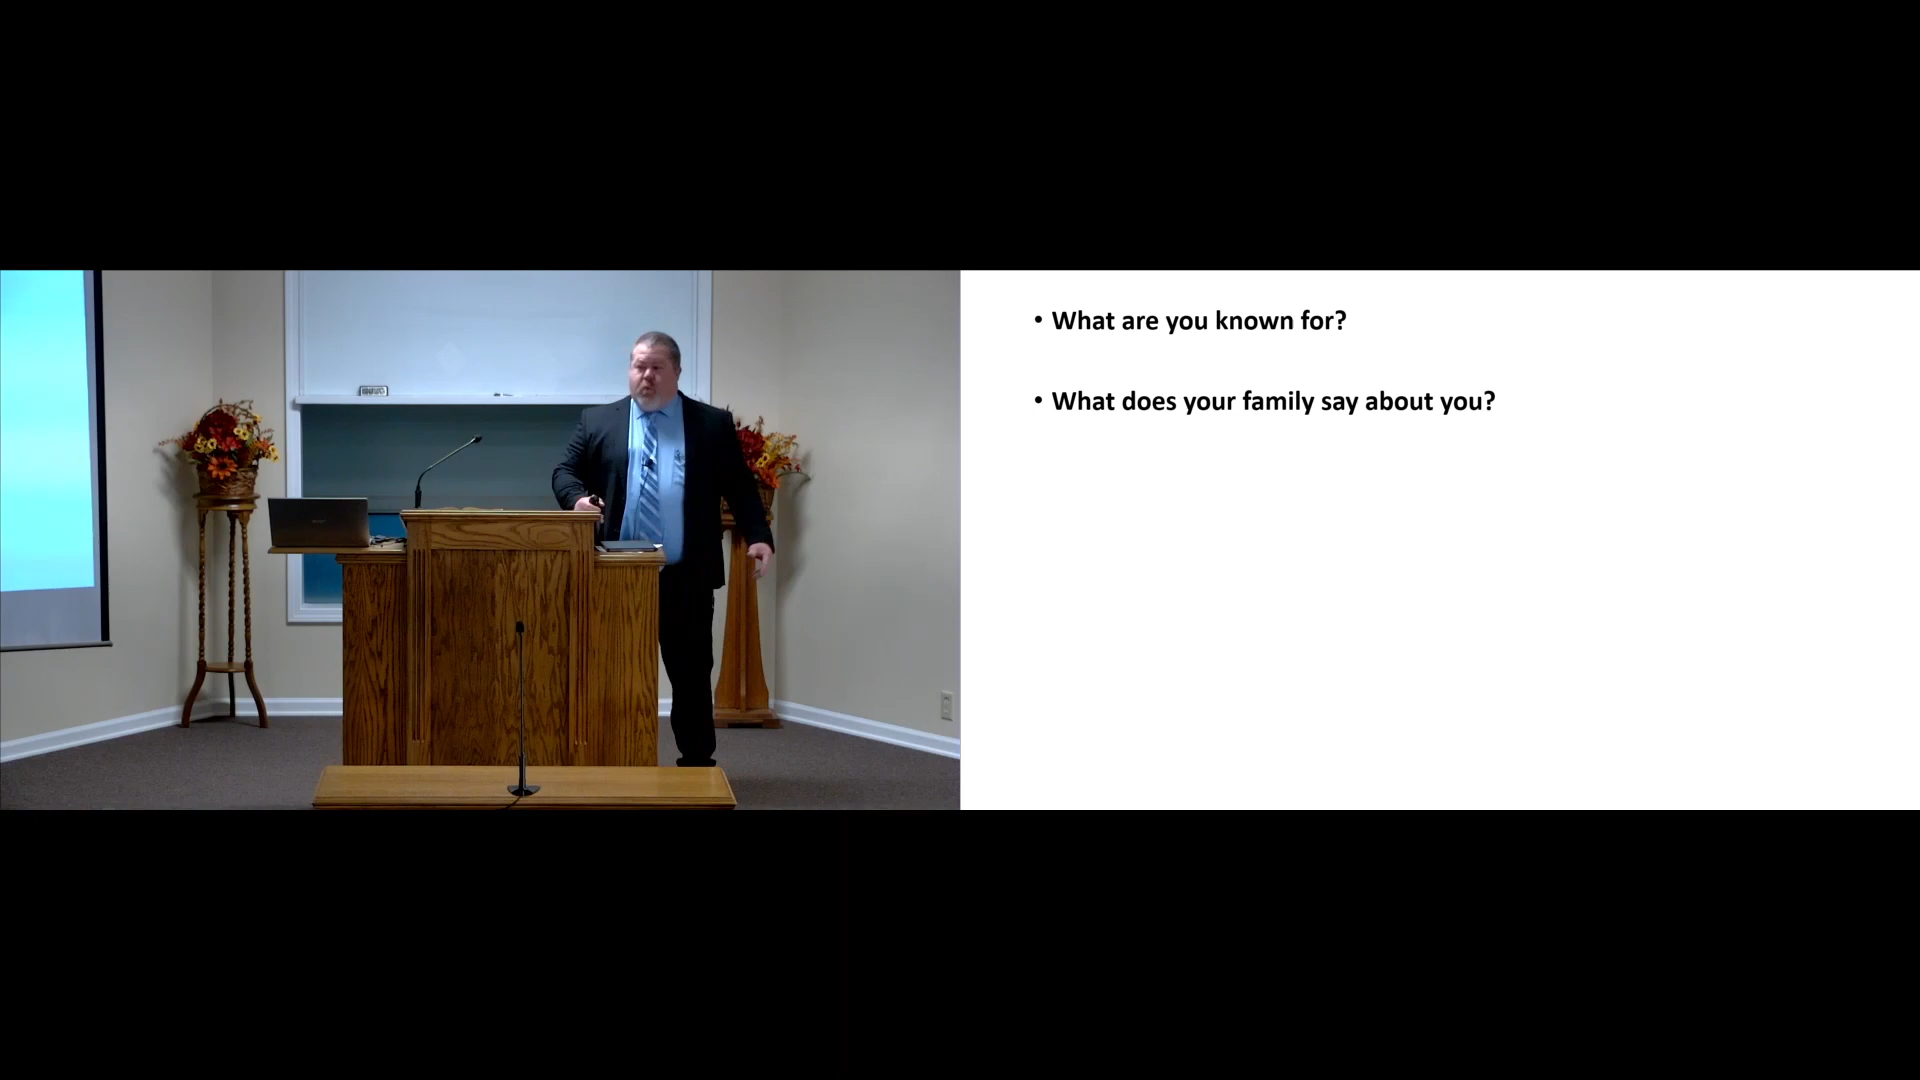 • What are you known for?
• What does your family say about you?